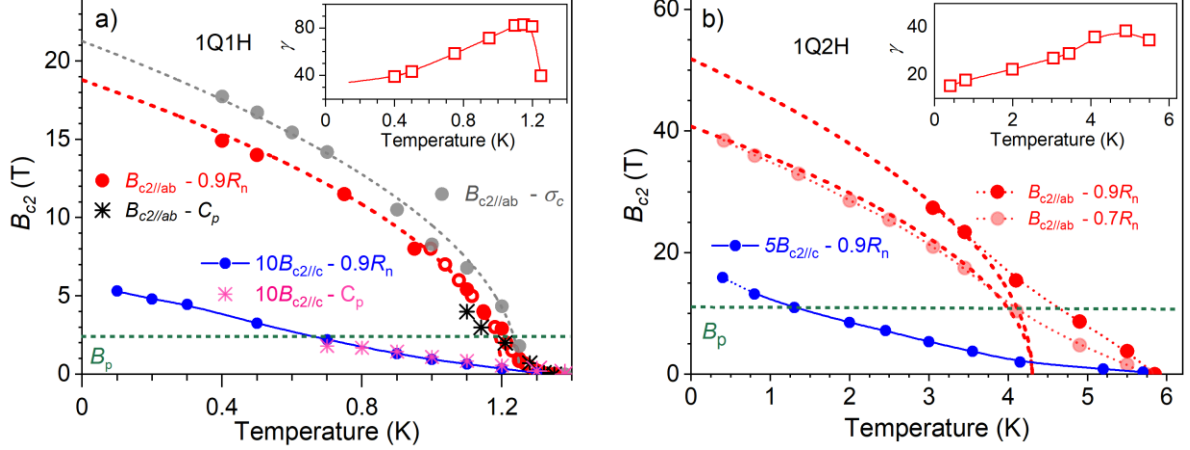 a)
1Q1H
γ
80
40
0.0
0.4
0.8
1.2
Temperature (K)
B_c2 (T)
20
15
10
5
0
B_c2//ab - 0.9R_n
B_c2//ab - C_p
B_c2//ab - σ_c
10B_c2//c - 0.9R_n
10B_c2//c - C_p
B_p
0
0.4
0.8
1.2
Temperature (K)
b)
1Q2H
γ
40
20
0
2
4
6
Temperature (K)
B_c2 (T)
60
40
20
0
B_c2//ab - 0.9R_n
B_c2//ab - 0.7R_n
5B_c2//c - 0.9R_n
B_p
0
1
2
3
4
5
6
Temperature (K)